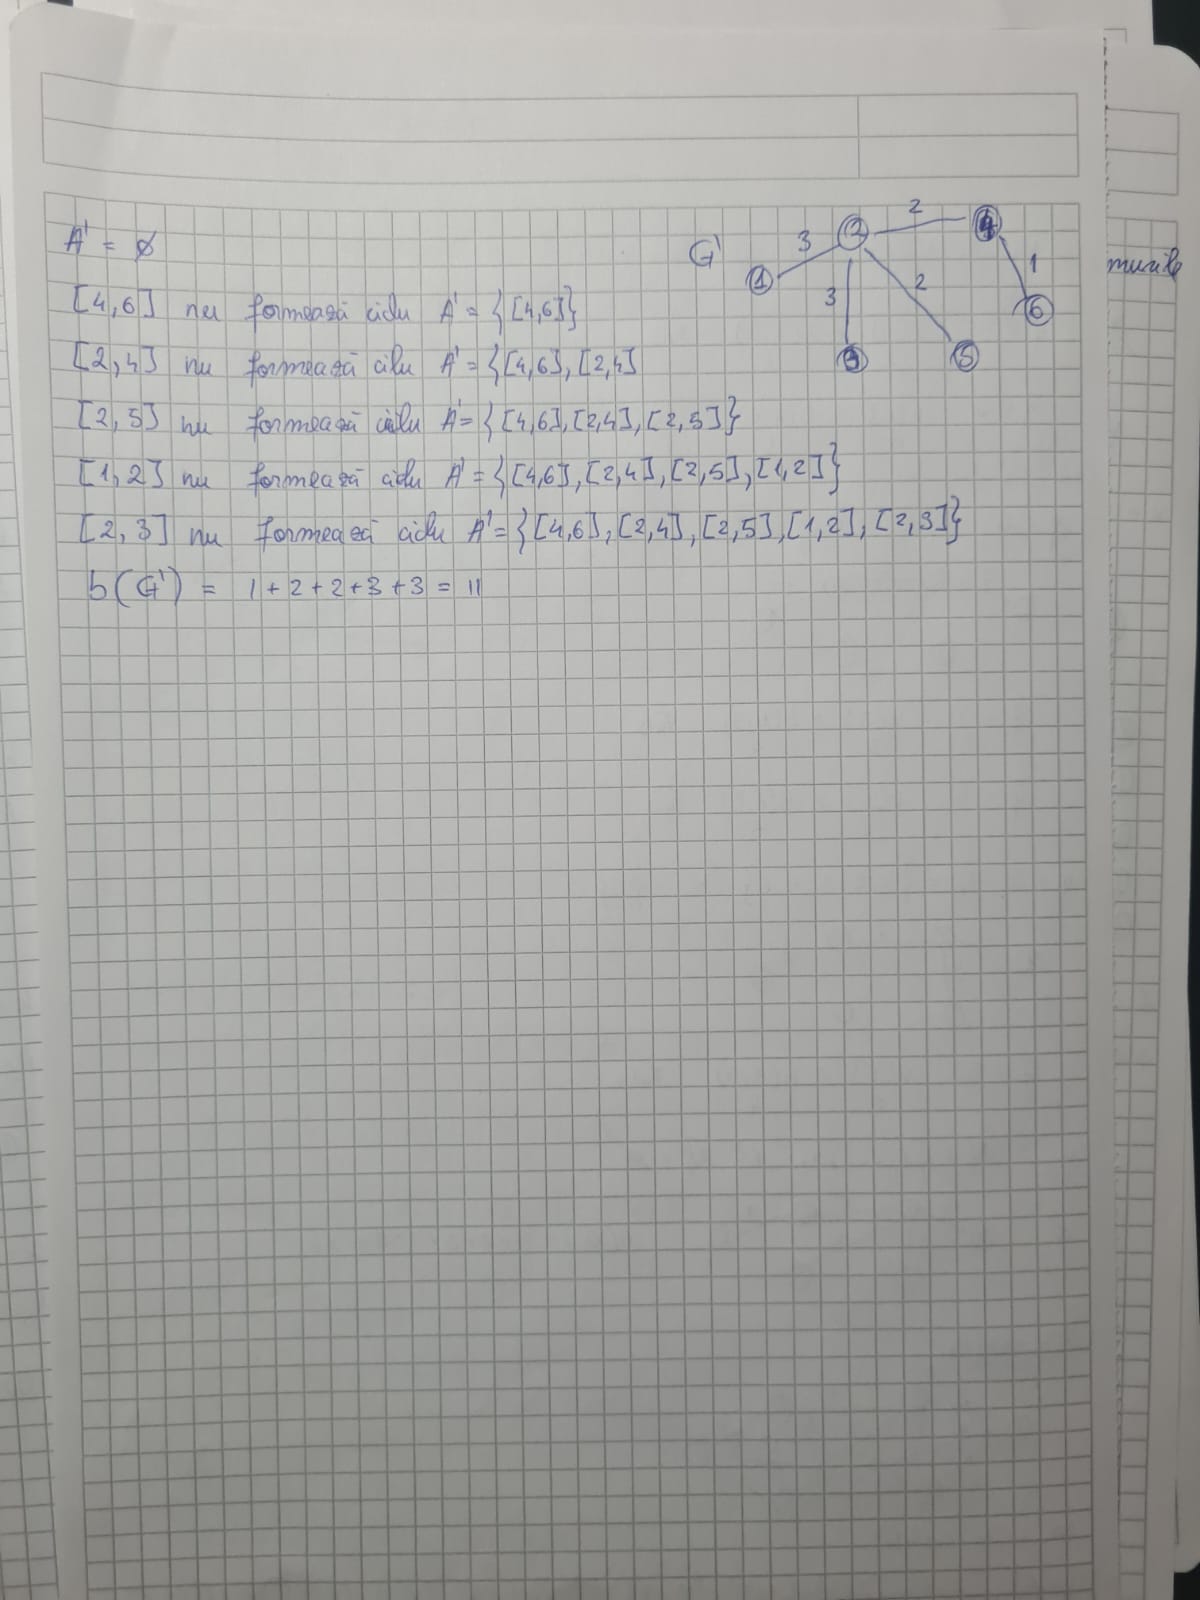 A' = ∅
[4,6] nu formează ciclu A' = {[4,6]}
[2,4] nu formează ciclu A' = {[4,6], [2,4]
[2,5] nu formează ciclu A' = {[4,6], [2,4], [2,5]}
[1,2] nu formează ciclu A' = {[4,6], [2,4], [2,5], [1,2]}
[2,3] nu formează ciclu A' = {[4,6], [2,4], [2,5], [1,2], [2,3]}
b(G') = 1+2+2+3+3 = 11
G'
1 3 2 2 4
3 2 1
3 5 6